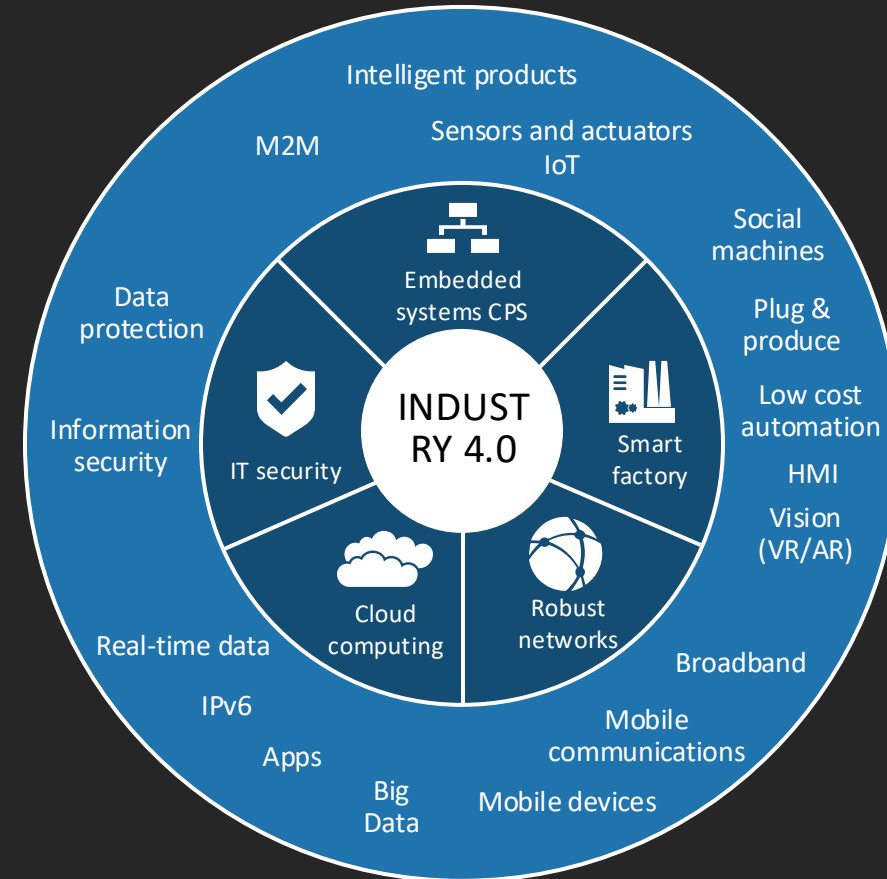 Intelligent products
M2M
Sensors and actuators
IoT
Social
machines
Plug &
produce
Low cost
automation
HMI
Vision
(VR/AR)
Broadband
Mobile
communications
Mobile devices
Big
Data
Apps
IPv6
Real-time data
Information
security
Data
protection
Embedded
systems CPS
Smart
factory
Robust
networks
Cloud
computing
IT security
INDUST
RY 4.0